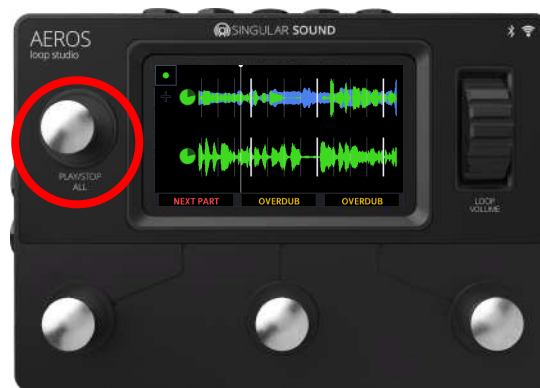 AEROS
loop studio
SINGULAR SOUND
PLAY/STOP
ALL
NEXT PART
OVERDUB
OVERDUB
LOOP
VOLUME